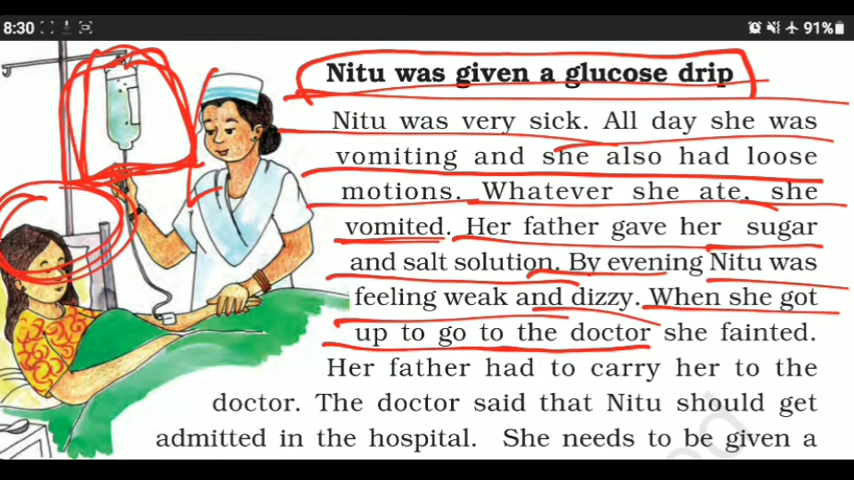 8:30
91%
Nitu was given a glucose drip
Nitu was very sick. All day she was
vomiting and she also had loose
motions. Whatever she ate, she
vomited. Her father gave her sugar
and salt solution. By evening Nitu was
feeling weak and dizzy. When she got
up to go to the doctor she fainted.
Her father had to carry her to the
doctor. The doctor said that Nitu should get
admitted in the hospital. She needs to be given a